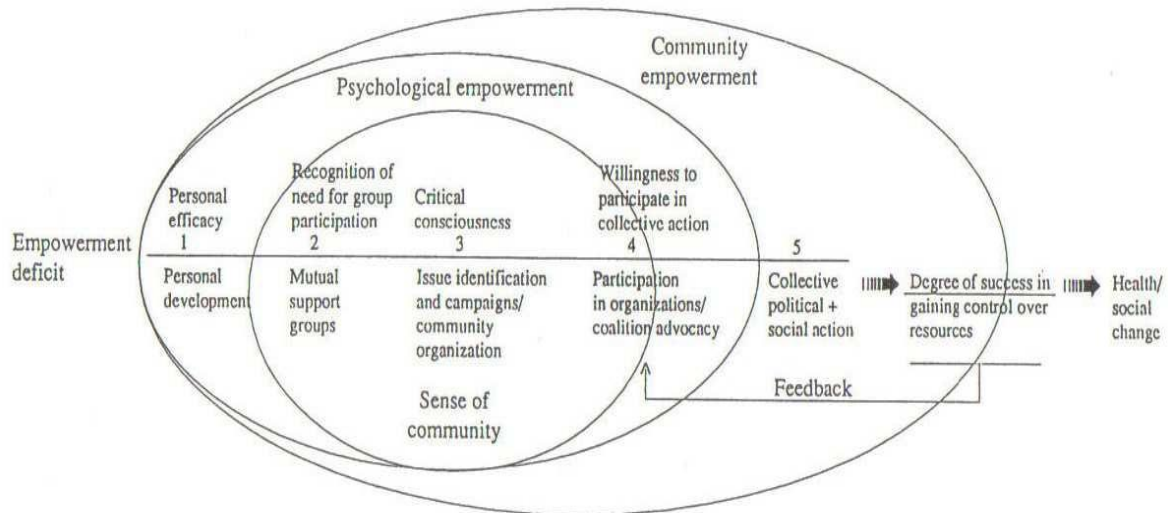 Community
empowerment
Psychological empowerment
Personal
efficacy
1
Recognition of
need for group
participation
2
Critical
consciousness
3
Willingness to
participate in
collective action
4
5
Empowerment
deficit
Personal
development
Mutual
support
groups
Issue identification
and campaigns/
community
organization
Participation
in organizations/
coalition advocacy
Collective
political +
social action
Degree of success in
gaining control over
resources
Health/
social
change
Feedback
Sense of
community